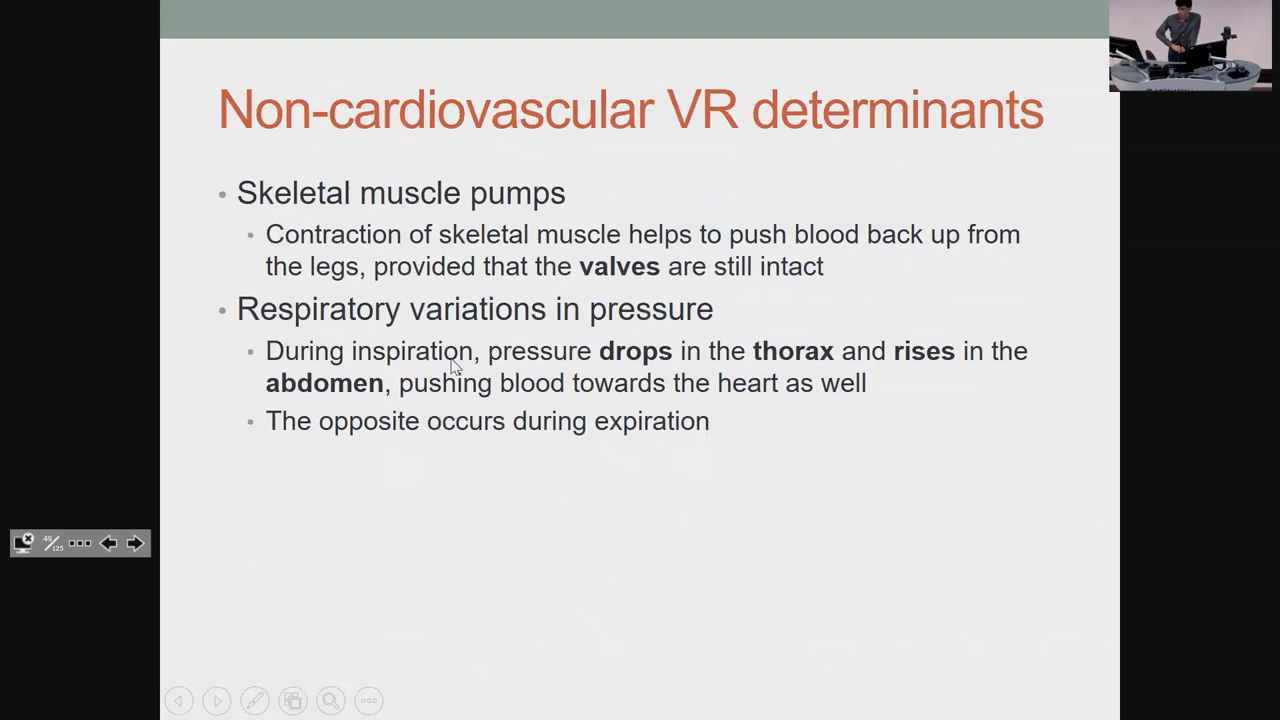 Non-cardiovascular VR determinants
• Skeletal muscle pumps
• Contraction of skeletal muscle helps to push blood back up from
the legs, provided that the valves are still intact
• Respiratory variations in pressure
• During inspiration, pressure drops in the thorax and rises in the
abdomen, pushing blood towards the heart as well
• The opposite occurs during expiration
49/125